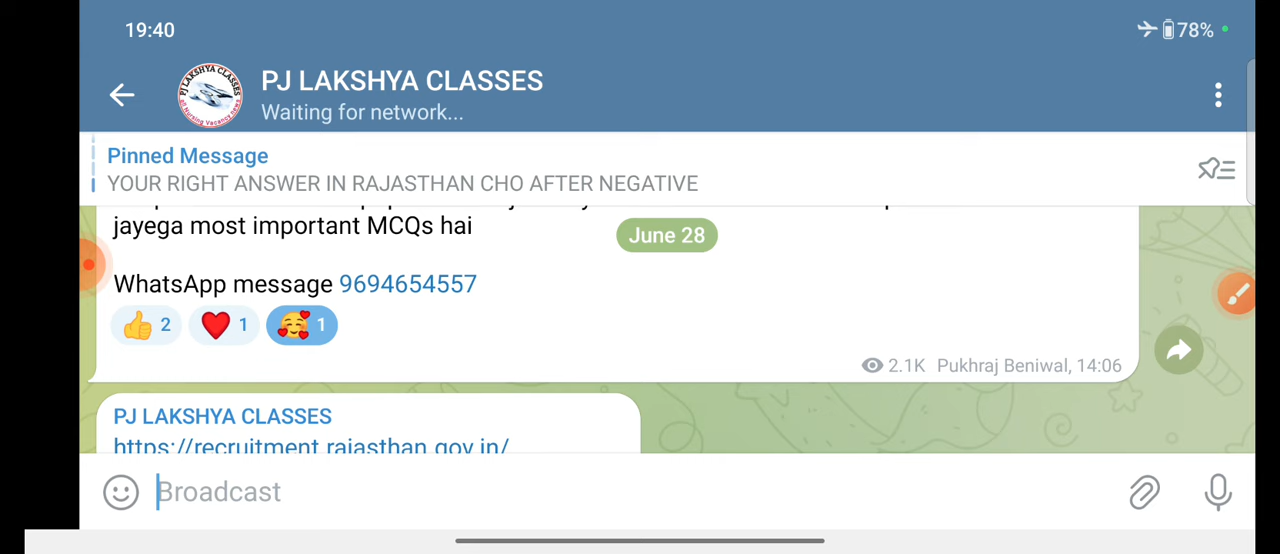 19:40
78%
PJ LAKSHYA CLASSES
Waiting for network...
Pinned Message
YOUR RIGHT ANSWER IN RAJASTHAN CHO AFTER NEGATIVE
jayega most important MCQs hai
June 28
WhatsApp message 9694654557
👍 2 ❤️ 1 🥰 1
2.1K Pukhraj Beniwal, 14:06
PJ LAKSHYA CLASSES
https://recruitment.rajasthan.gov.in/
Broadcast